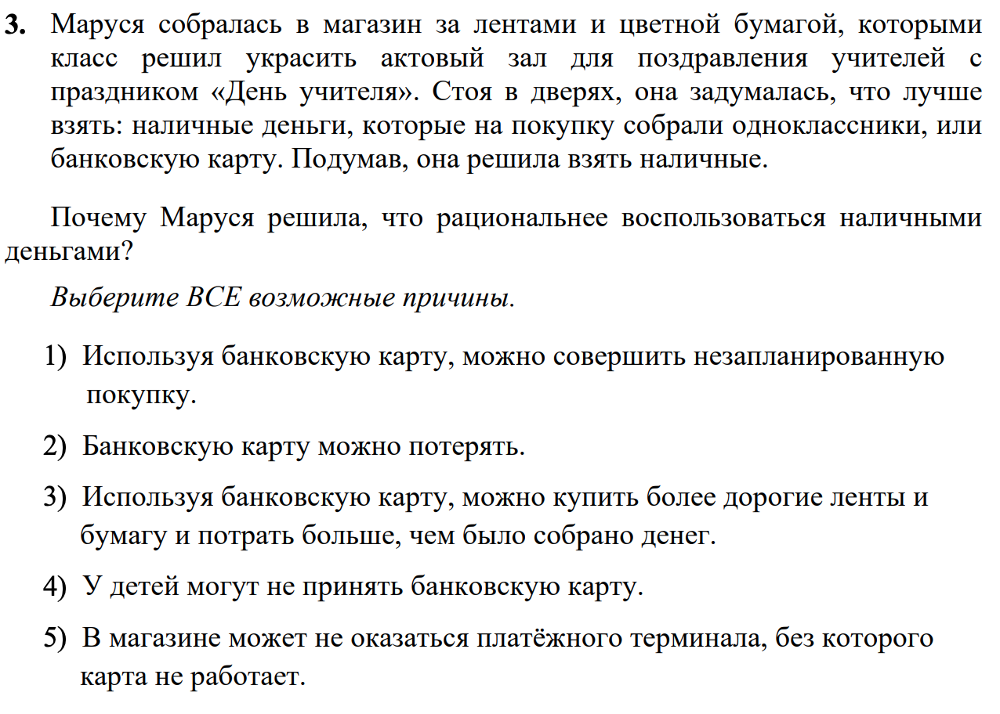 3. Маруся собралась в магазин за лентами и цветной бумагой, которыми
класс решил украсить актовый зал для поздравления учителей с
праздником «День учителя». Стоя в дверях, она задумалась, что лучше
взять: наличные деньги, которые на покупку собрали одноклассники, или
банковскую карту. Подумав, она решила взять наличные.
Почему Маруся решила, что рациональнее воспользоваться наличными
деньгами?
Выберите ВСЕ возможные причины.
1) Используя банковскую карту, можно совершить незапланированную
покупку.
2) Банковскую карту можно потерять.
3) Используя банковскую карту, можно купить более дорогие ленты и
бумагу и потрать больше, чем было собрано денег.
4) У детей могут не принять банковскую карту.
5) В магазине может не оказаться платёжного терминала, без которого
карта не работает.